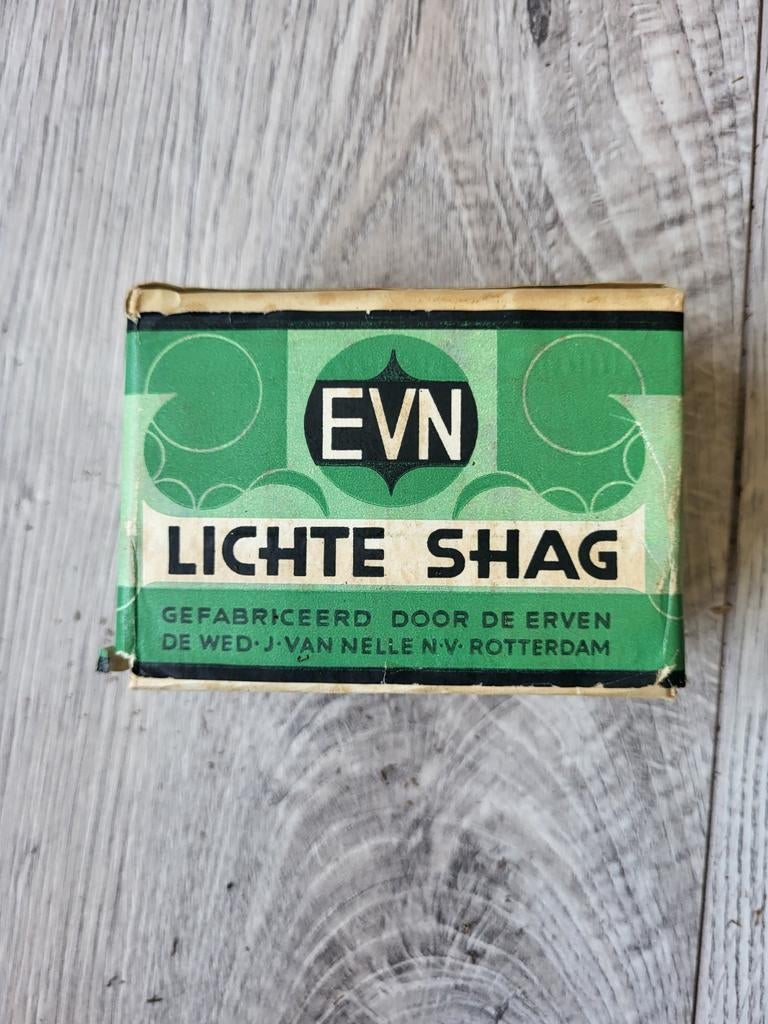 EVN
LICHTE SHAG
GEFABRICEERD DOOR DE ERVEN
DE WED· J· VAN NELLE N·V· ROTTERDAM